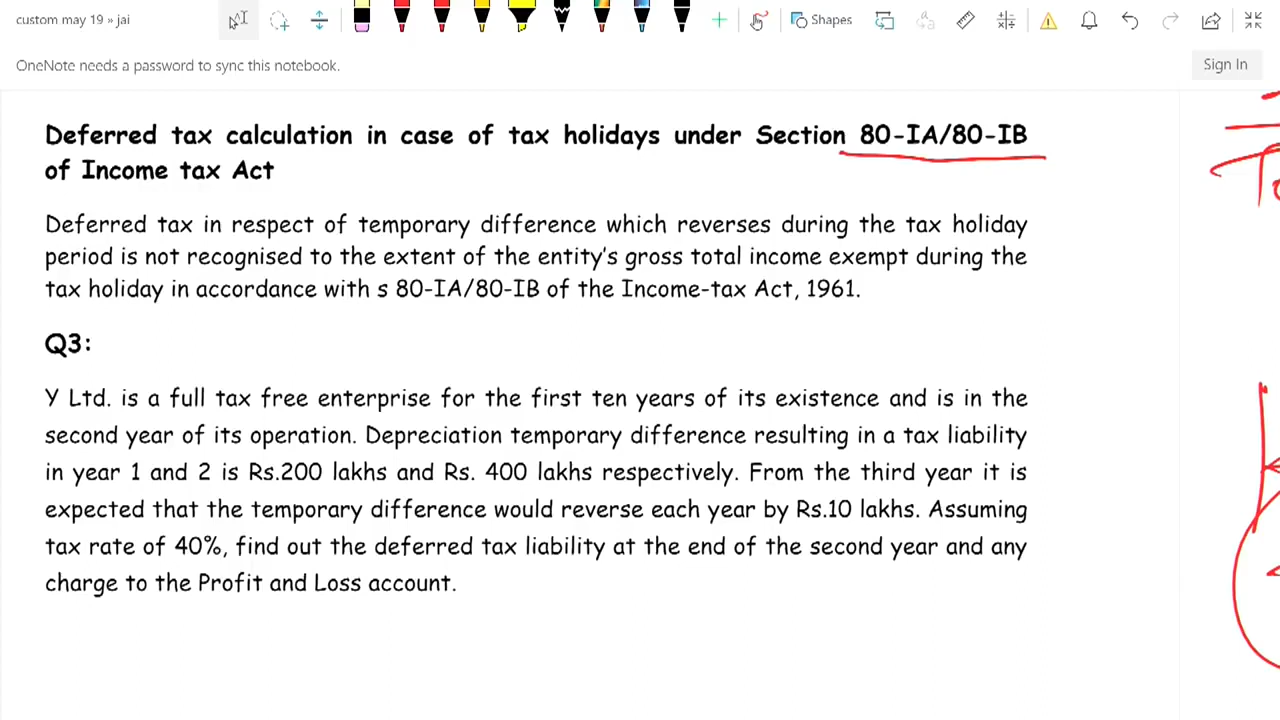 custom may 19 » jai
Shapes
OneNote needs a password to sync this notebook.
Sign In
Deferred tax calculation in case of tax holidays under Section 80-IA/80-IB
of Income tax Act
Deferred tax in respect of temporary difference which reverses during the tax holiday
period is not recognised to the extent of the entity's gross total income exempt during the
tax holiday in accordance with s 80-IA/80-IB of the Income-tax Act, 1961.
Q3:
Y Ltd. is a full tax free enterprise for the first ten years of its existence and is in the
second year of its operation. Depreciation temporary difference resulting in a tax liability
in year 1 and 2 is Rs.200 lakhs and Rs. 400 lakhs respectively. From the third year it is
expected that the temporary difference would reverse each year by Rs.10 lakhs. Assuming
tax rate of 40%, find out the deferred tax liability at the end of the second year and any
charge to the Profit and Loss account.